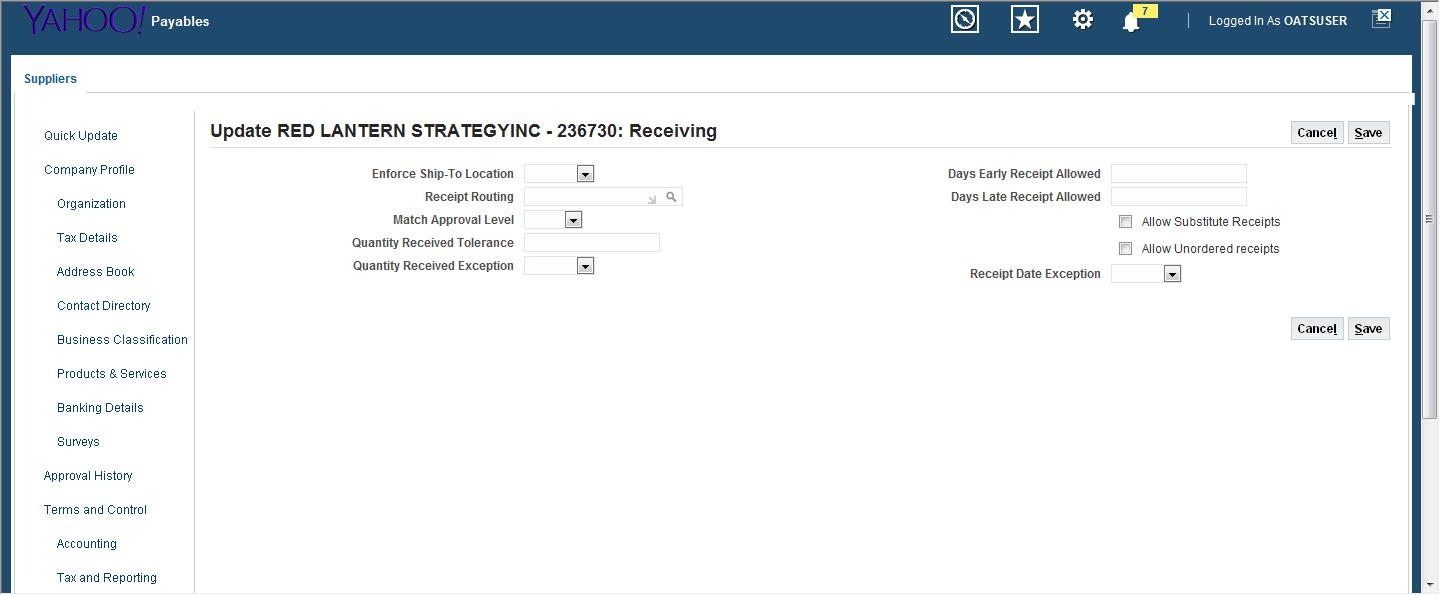 YAHOO! Payables
7
Logged In As OATSUSER
Suppliers
Quick Update
Company Profile
Organization
Tax Details
Address Book
Contact Directory
Business Classification
Products & Services
Banking Details
Surveys
Approval History
Terms and Control
Accounting
Tax and Reporting
Update RED LANTERN STRATEGYINC - 236730: Receiving
Cancel Save
Enforce Ship-To Location
Receipt Routing
Match Approval Level
Quantity Received Tolerance
Quantity Received Exception
Days Early Receipt Allowed
Days Late Receipt Allowed
Allow Substitute Receipts
Allow Unordered receipts
Receipt Date Exception
Cancel Save